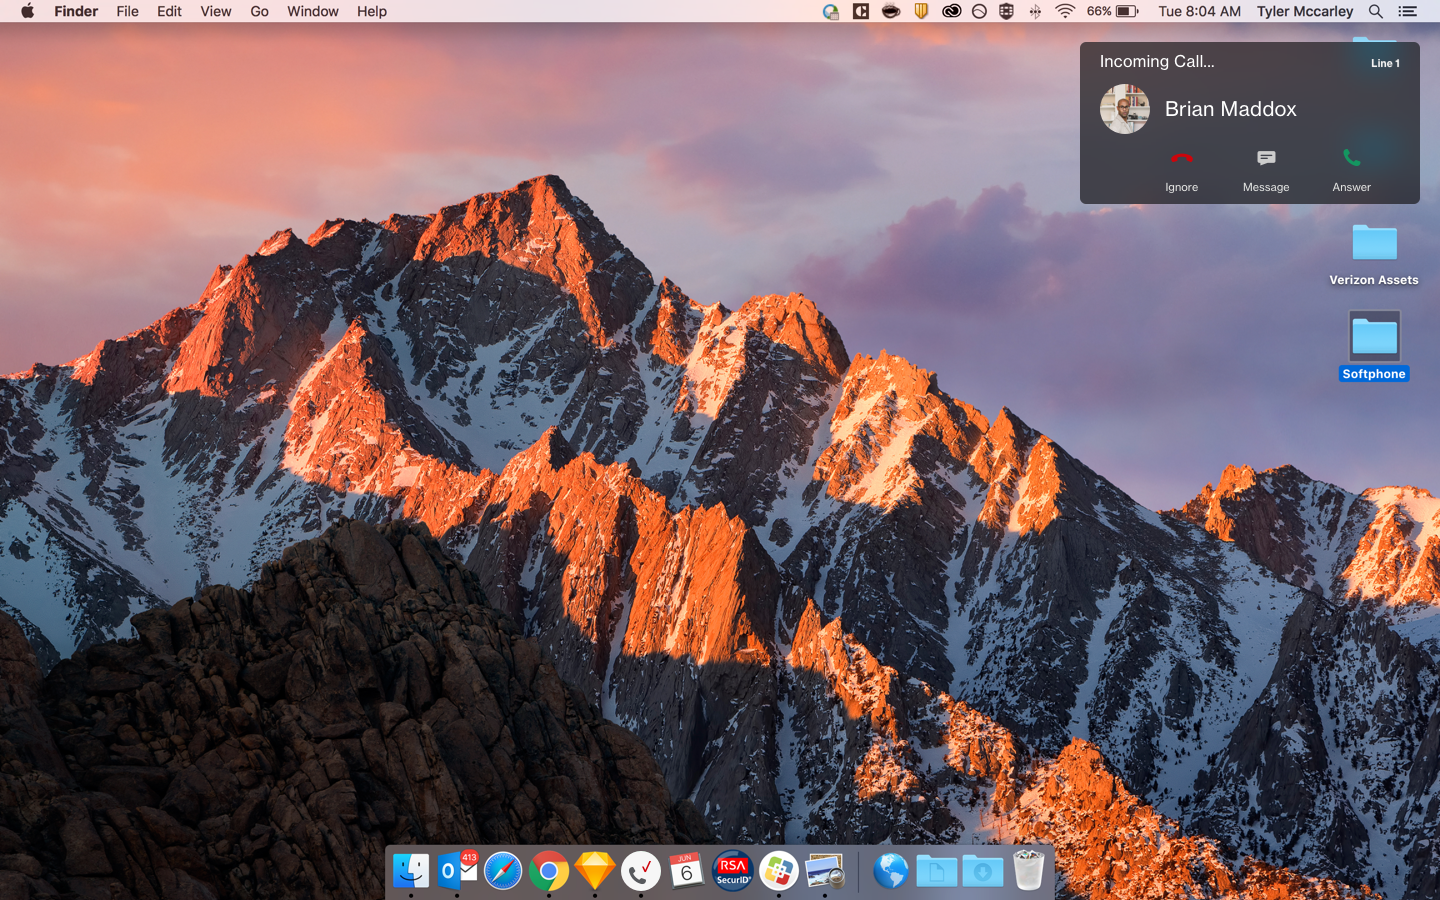 Finder File Edit View Go Window Help 66% Tue 8:04 AM Tyler Mccarley
Incoming Call...
Line 1
Brian Maddox
Ignore Message Answer
Verizon Assets
Softphone
413
JUN
6
RSA
SecurID